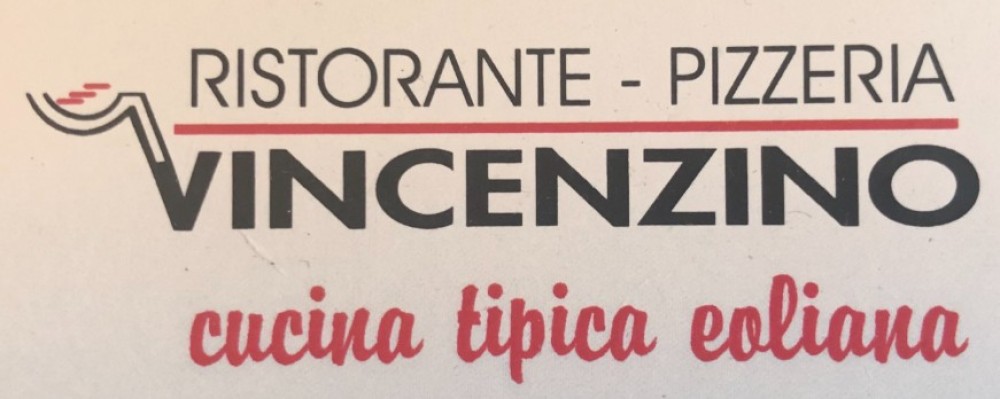 RISTORANTE - PIZZERIA
VINCENZINO
cucina tipica eoliana